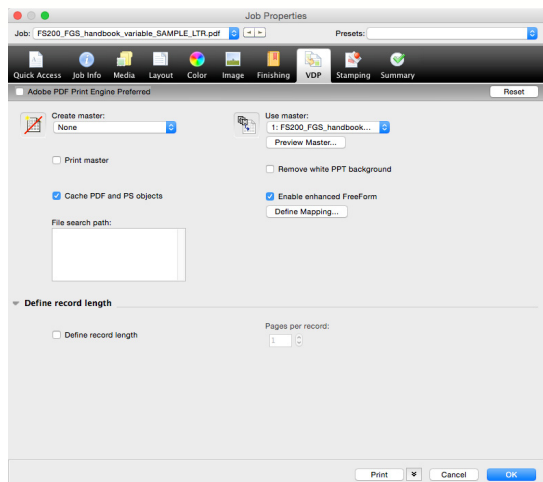 Job Properties
Job: FS200_FGS_handbook_variable_SAMPLE_LTR.pdf Presets:
Quick Access Job Info Media Layout Color Image Finishing VDP Stamping Summary
Adobe PDF Print Engine Preferred Reset
Create master: Use master:
None 1: FS200_FGS_handbook...
Preview Master...
Print master
Remove white PPT background
Cache PDF and PS objects Enable enhanced FreeForm
Define Mapping...
File search path:
Define record length
Pages per record:
Define record length
1
Print Cancel OK